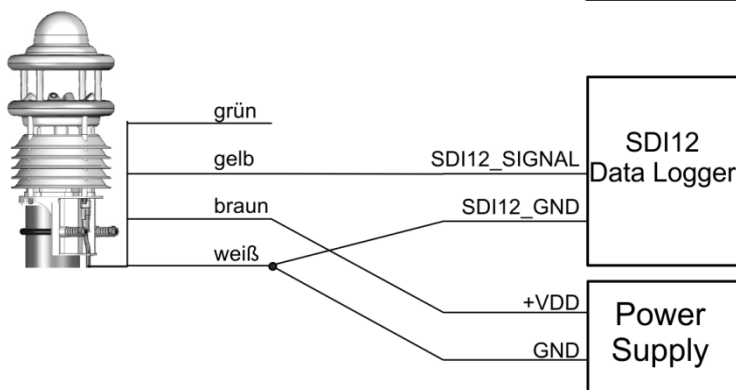 grün
gelb
braun
weiß
SDI12_SIGNAL
SDI12_GND
+VDD
GND
SDI12
Data Logger
Power
Supply